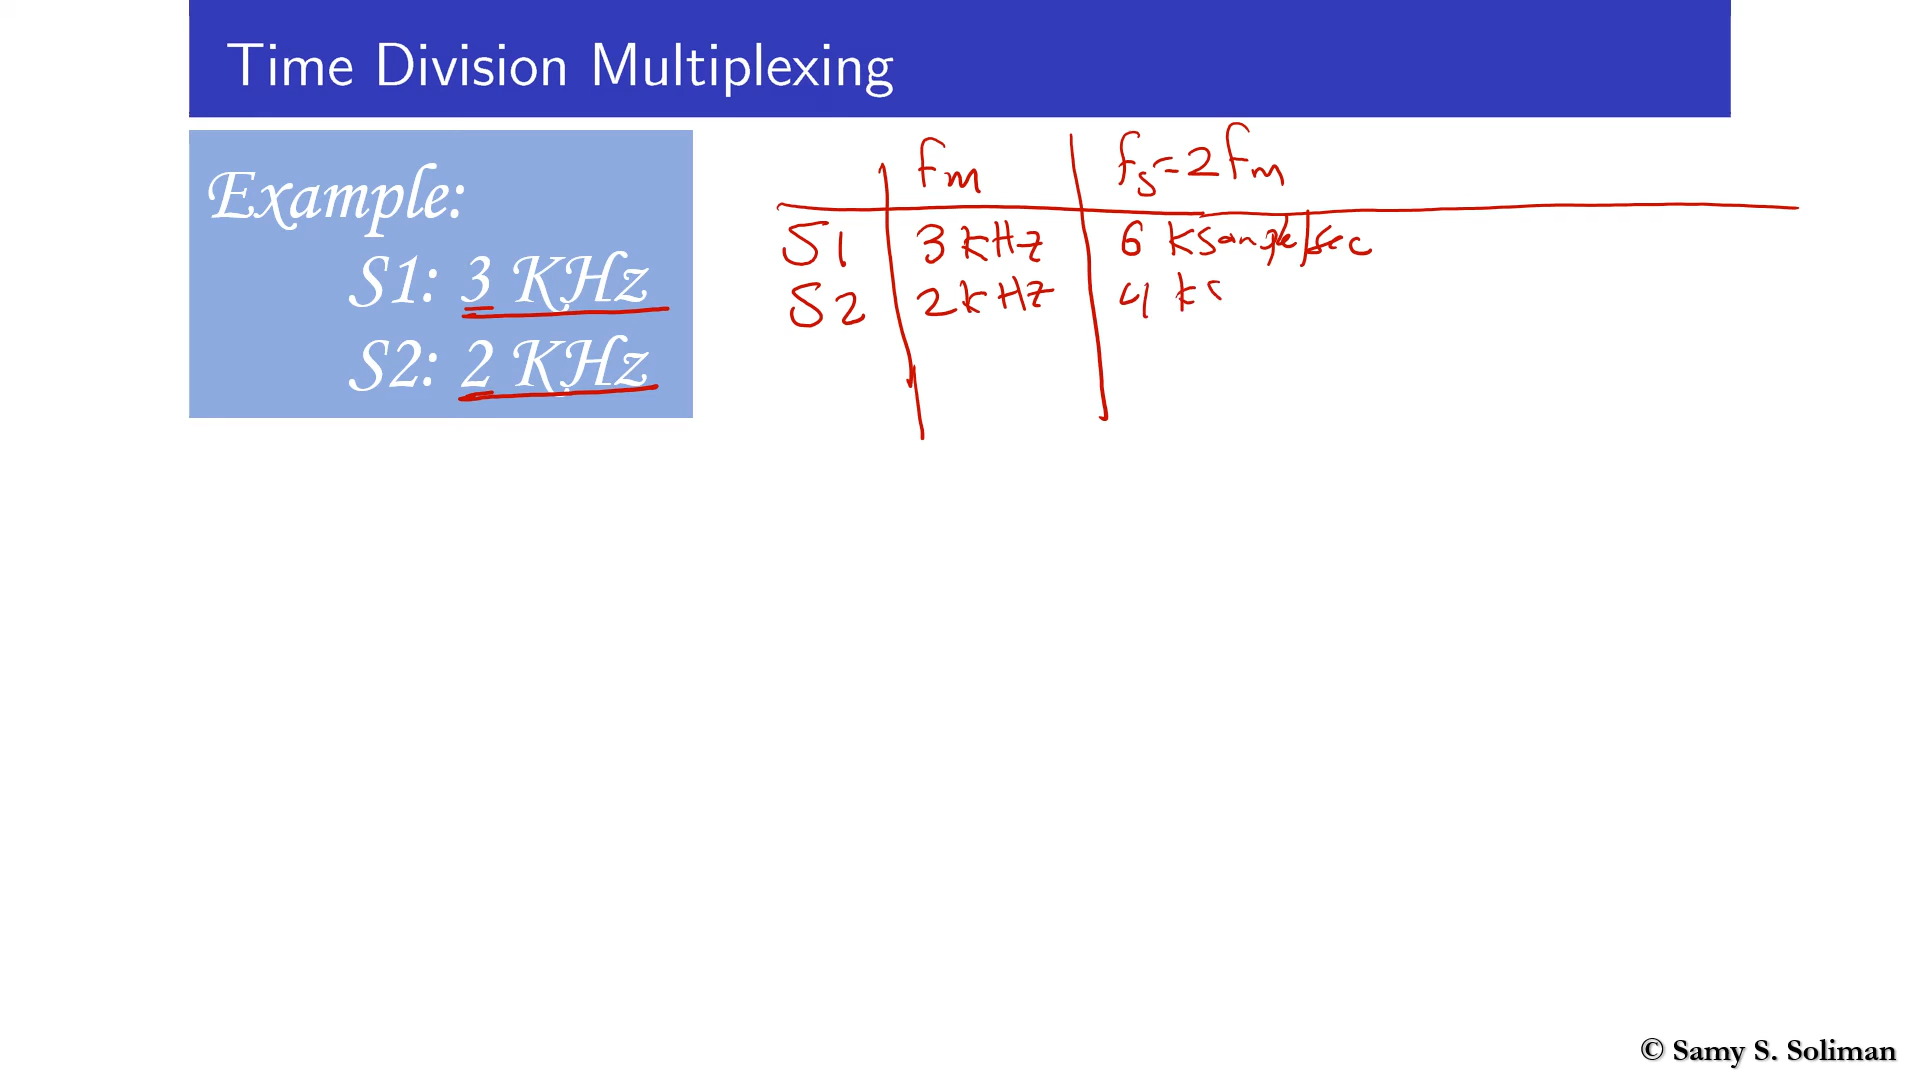 Time Division Multiplexing
Example:
S1: 3 KHz
S2: 2 KHz
fm fs=2fm
S1 3 kHz 6 ksample/sec
S2 2 kHz 4 k
© Samy S. Soliman